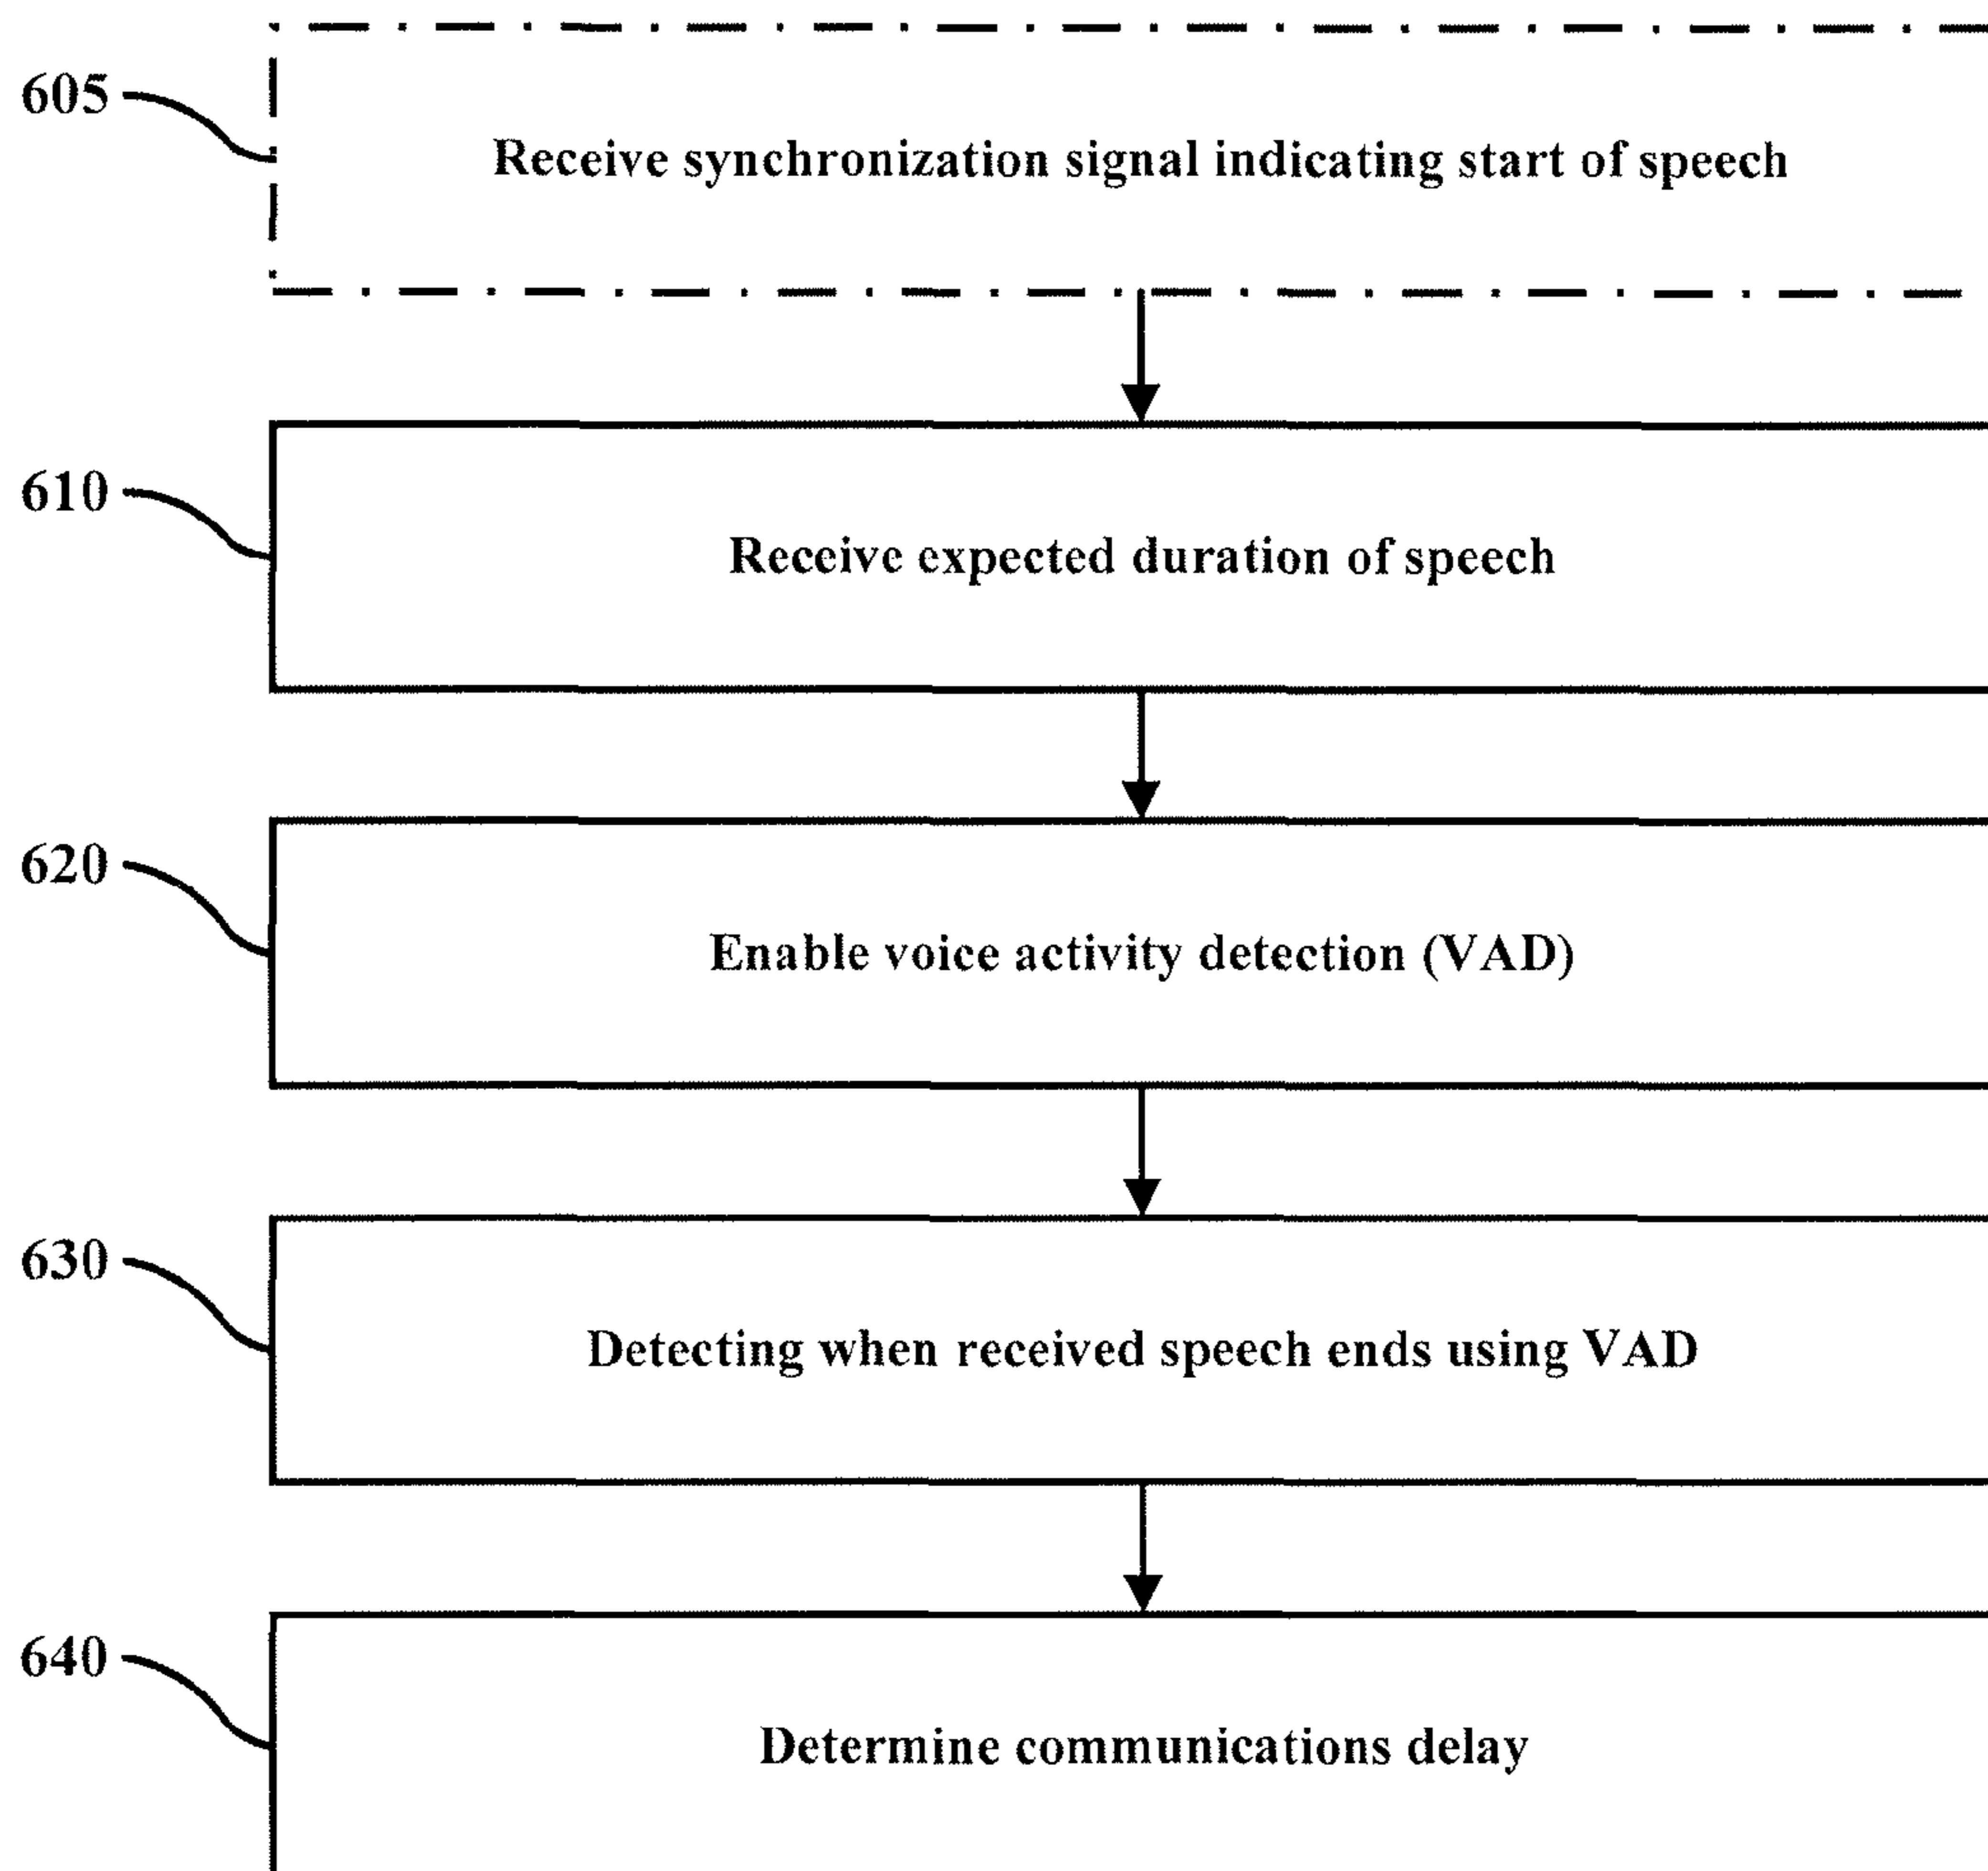 605
Receive synchronization signal indicating start of speech
610
Receive expected duration of speech
620
Enable voice activity detection (VAD)
630
Detecting when received speech ends using VAD
640
Determine communications delay